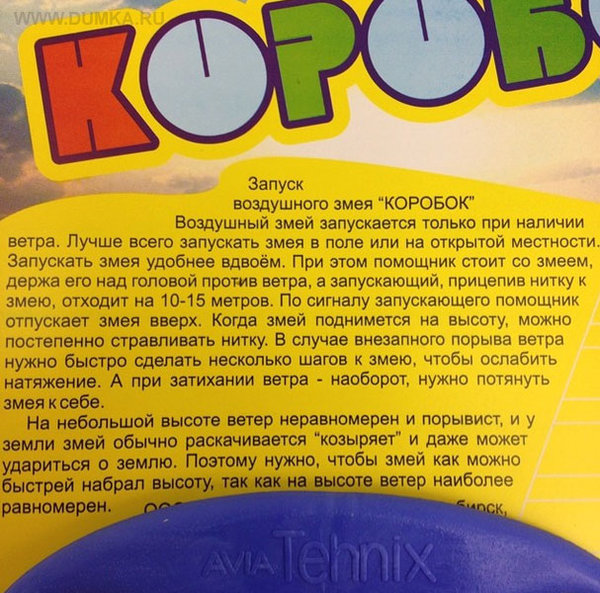 WWW.DUMKA.RU
КОРОБ
Запуск
воздушного змея "КОРОБОК"
Воздушный змей запускается только при наличии
ветра. Лучше всего запускать змея в поле или на открытой местности.
Запускать змея удобнее вдвоём. При этом помощник стоит со змеем,
держа его над головой против ветра, а запускающий, прицепив нитку к
змею, отходит на 10-15 метров. По сигналу запускающего помощник
отпускает змея вверх. Когда змей поднимется на высоту, можно
постепенно стравливать нитку. В случае внезапного порыва ветра
нужно быстро сделать несколько шагов к змею, чтобы ослабить
натяжение. А при затихании ветра - наоборот, нужно потянуть
змея к себе.
На небольшой высоте ветер неравномерен и порывист, и у
земли змей обычно раскачивается "козыряет" и даже может
удариться о землю. Поэтому нужно, чтобы змей как можно
быстрей набрал высоту, так как на высоте ветер наиболее
равномерен. ООО бирск,
AVIA Tehnix